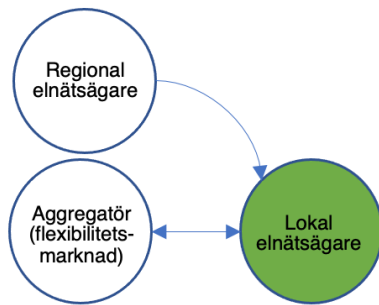 Regional
elnätsägare
Aggregatör
(flexibilitets-
marknad)
Lokal
elnätsägare